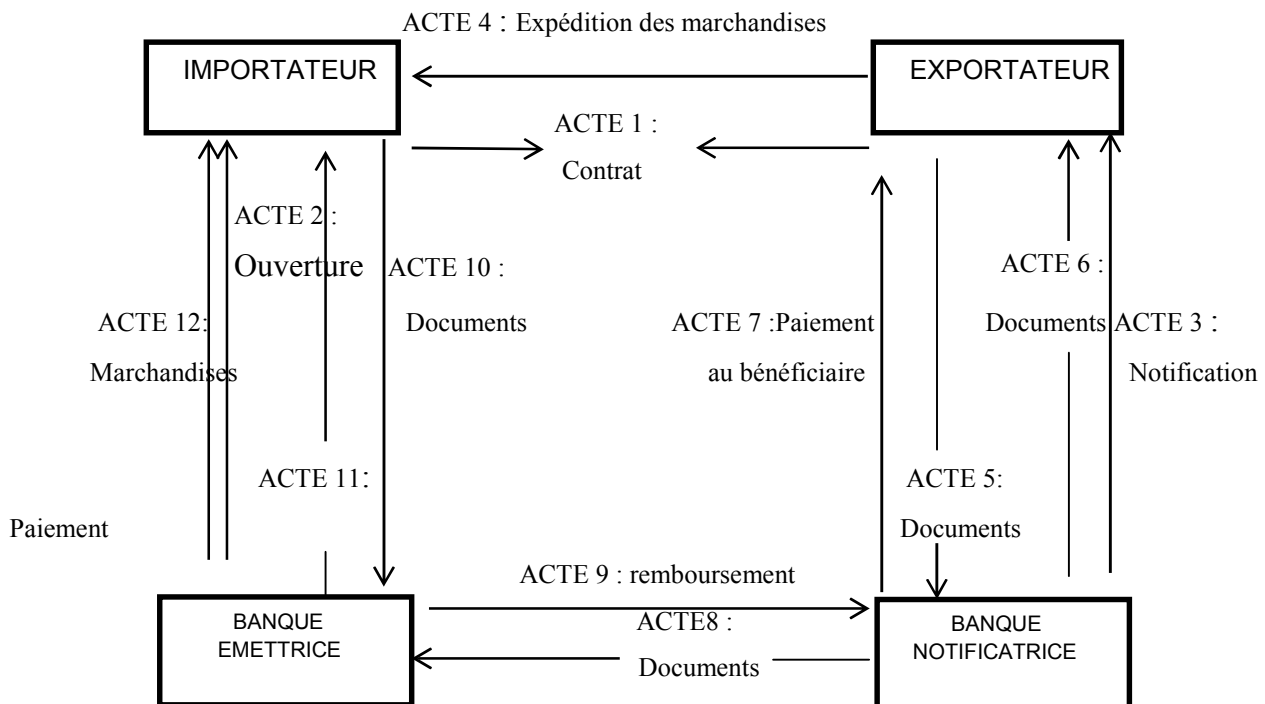 ACTE 4 : Expédition des marchandises
IMPORTATEUR
EXPORTATEUR
ACTE 1 :
Contrat
ACTE 2 :
Ouverture
ACTE 10 :
Documents
ACTE 12:
Marchandises
ACTE 7 :Paiement
au bénéficiaire
ACTE 6 :
Documents
ACTE 3 :
Notification
ACTE 11:
Paiement
ACTE 5:
Documents
ACTE 9 : remboursement
ACTE8 :
Documents
BANQUE
EMETTRICE
BANQUE
NOTIFICATRICE